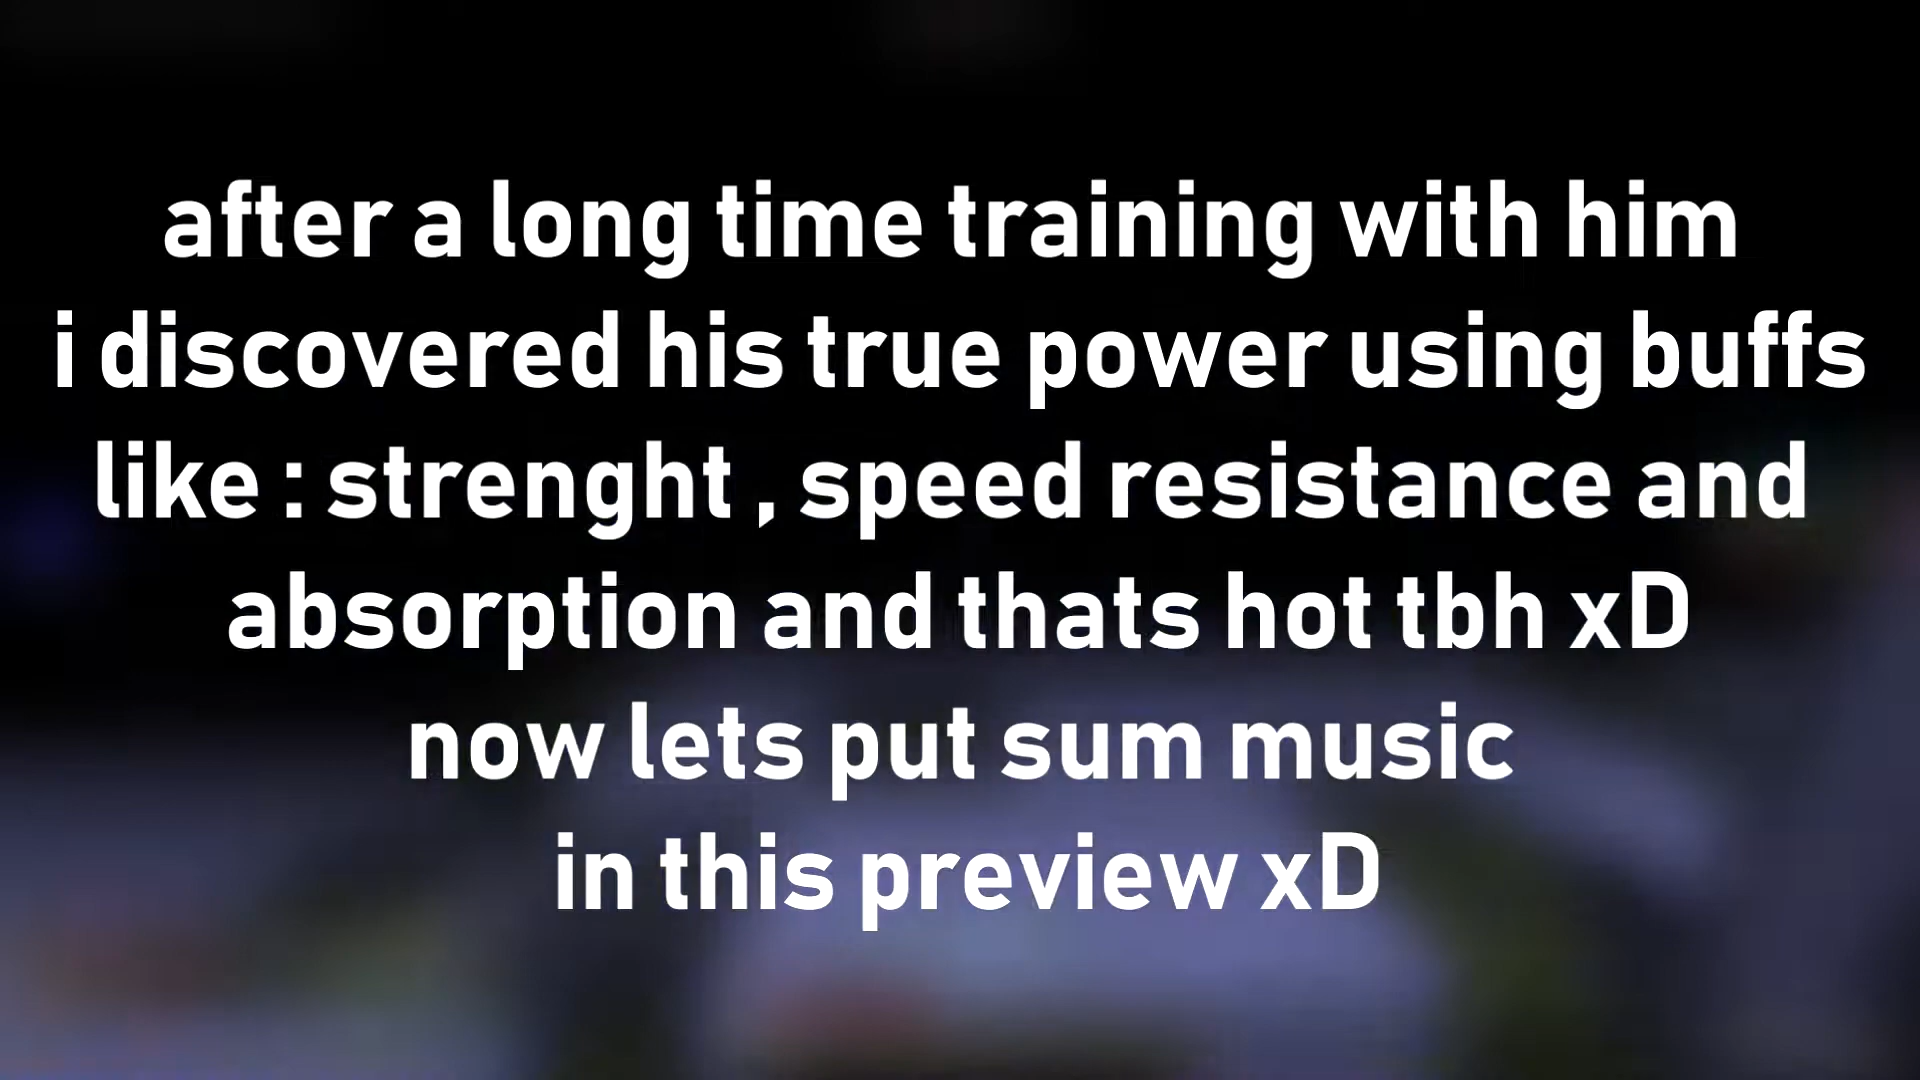 after a long time training with him
i discovered his true power using buffs
like : strenght , speed resistance and
absorption and thats hot tbh xD
now lets put sum music
in this preview xD